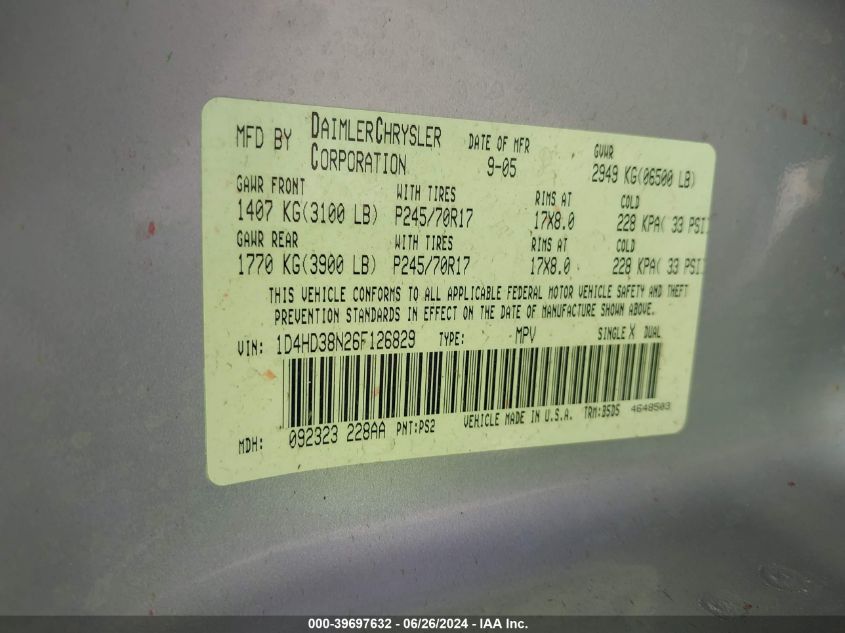 MFD BY DAIMLERCHRYSLER CORPORATION DATE OF MFR 9-05 GVWR 2949 KG(06500 LB)
GAWR FRONT WITH TIRES RIMS AT COLD
1407 KG(3100 LB) P245/70R17 17X8.0 228 KPA( 33 PSI)
GAWR REAR WITH TIRES RIMS AT COLD
1770 KG(3900 LB) P245/70R17 17X8.0 228 KPA( 33 PSI)
THIS VEHICLE CONFORMS TO ALL APPLICABLE FEDERAL MOTOR VEHICLE SAFETY AND THEFT
PREVENTION STANDARDS IN EFFECT ON THE DATE OF MANUFACTURE SHOWN ABOVE.
VIN: 1D4HD38N26F126829 TYPE: MPV SINGLE X DUAL
MDH: 092323 228AA PNT:PS2 VEHICLE MADE IN U.S.A. TRM:B5D5 4648503
000-39697632 / 06/26/2024 - IAA Inc.